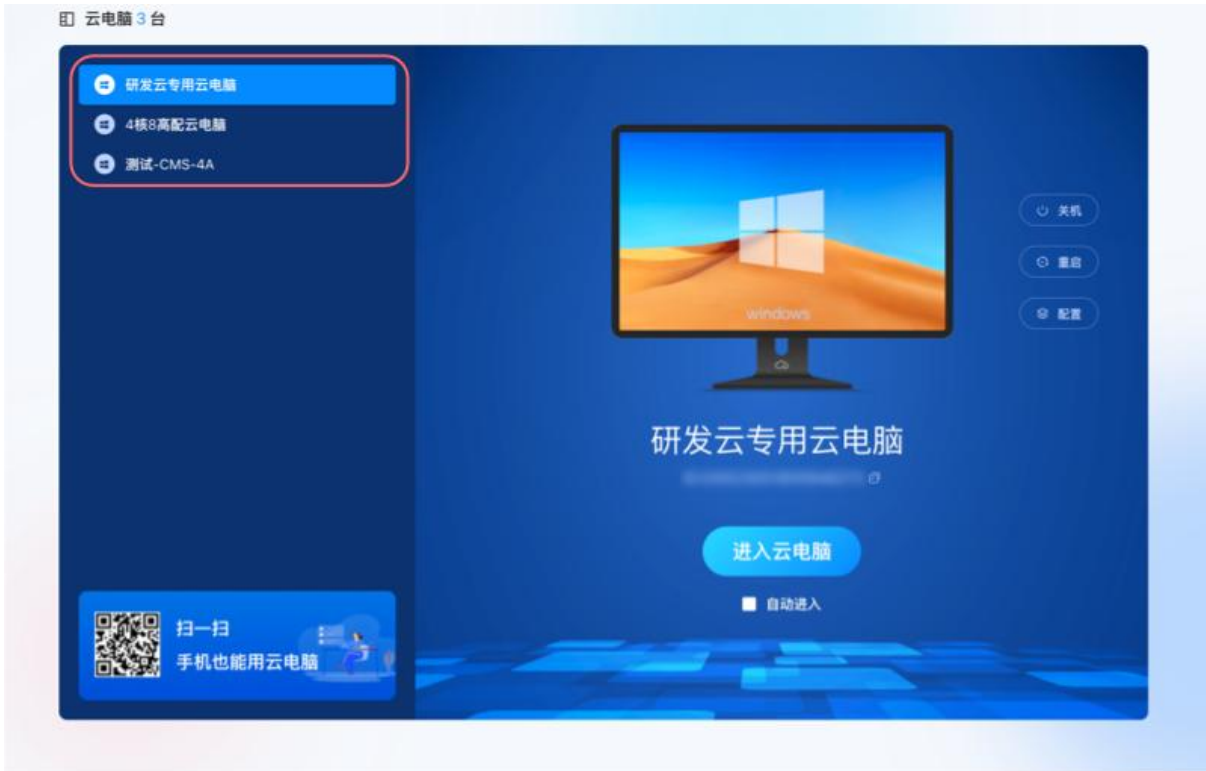 云电脑 3 台
研发云专用云电脑
4核8高配云电脑
测试-CMS-4A
windows
关机
重启
配置
研发云专用云电脑
进入云电脑
自动进入
扫一扫
手机也能用云电脑